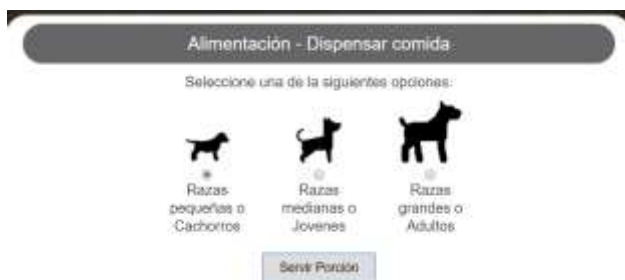 Alimentación - Dispensar comida
Seleccione una de la siguientes opciones:
Razas pequeñas o Cachorros
Razas medianas o Jovenes
Razas grandes o Adultos
Servir Porción